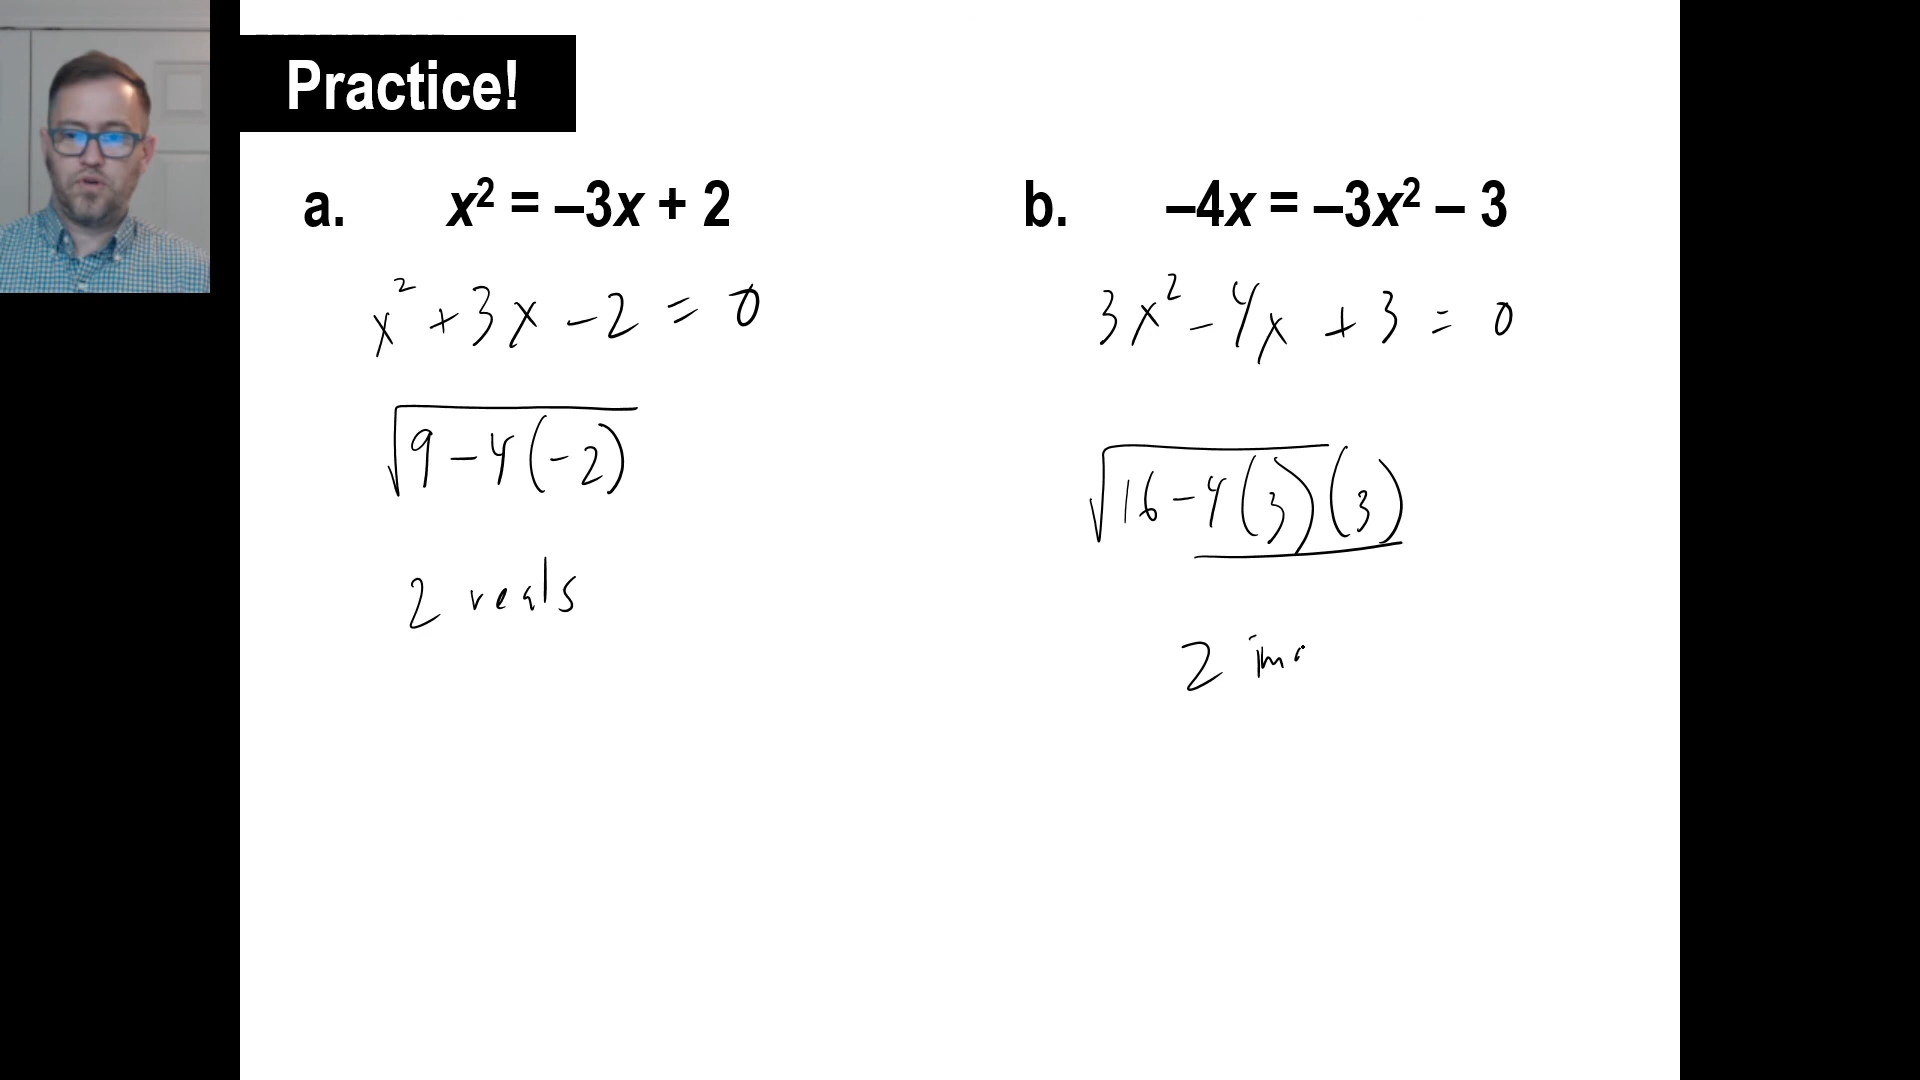 Practice!
a. x² = –3x + 2
x² + 3x – 2 = 0
√9 – 4(–2)
2 reals
b. –4x = –3x² – 3
3x² – 4x + 3 = 0
√16 – 4(3)(3)
2 im